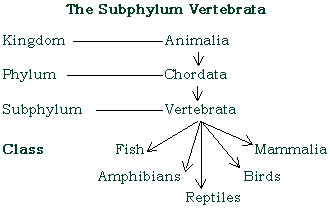 The Subphylum Vertebrata
Kingdom Animalia
Phylum Chordata
Subphylum Vertebrata
Class Fish Mammalia
Amphibians Birds
Reptiles